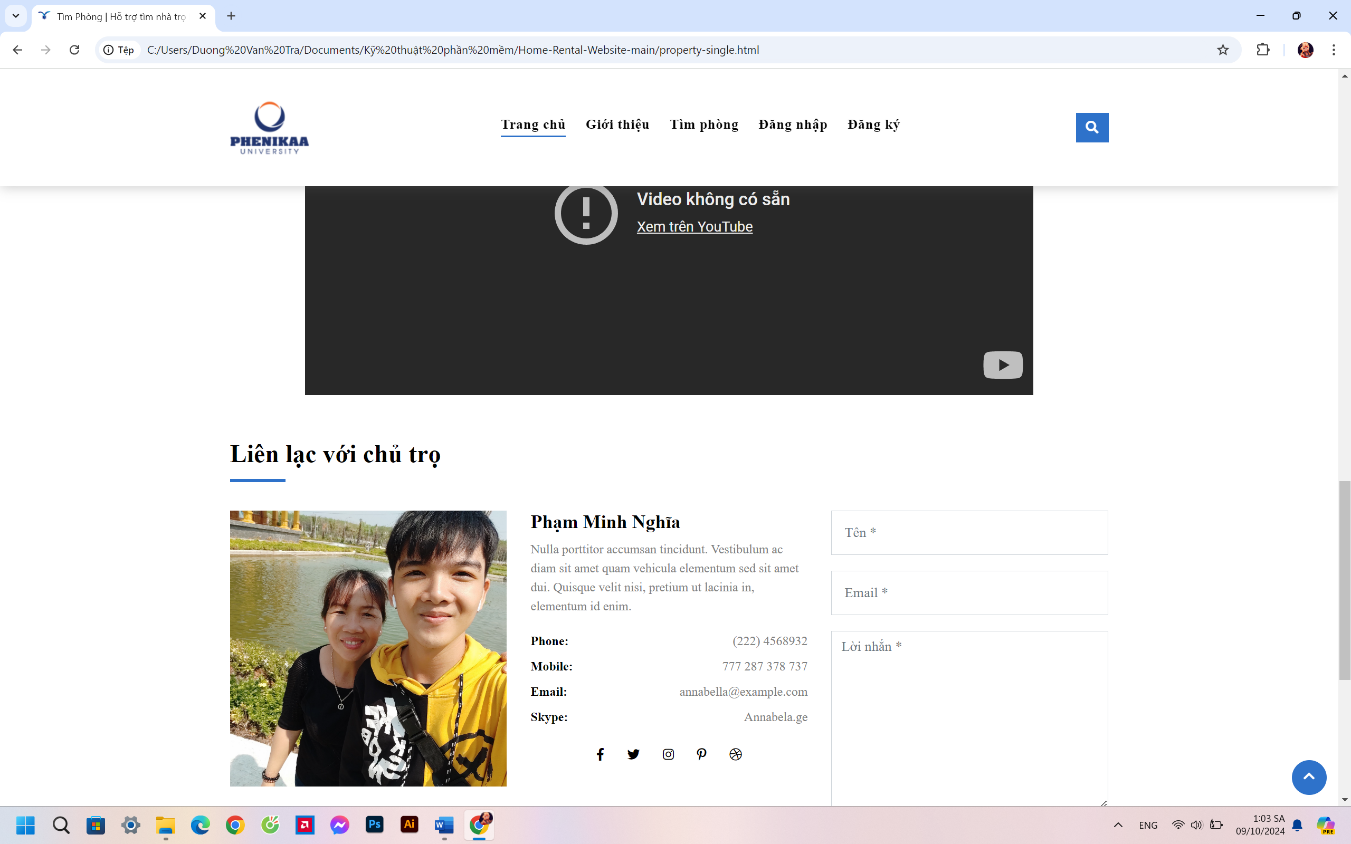 Tìm Phòng | Hỗ trợ tìm nhà trọ
Tệp
C:/Users/Duong%20Van%20Tra/Documents/Kỹ%20thuật%20phần%20mềm/Home-Rental-Website-main/property-single.html
PHENIKAA
UNIVERSITY
Trang chủ Giới thiệu Tìm phòng Đăng nhập Đăng ký
Video không có sẵn
Xem trên YouTube
Liên lạc với chủ trọ
Phạm Minh Nghĩa
Nulla porttitor accumsan tincidunt. Vestibulum ac
diam sit amet quam vehicula elementum sed sit amet
dui. Quisque velit nisi, pretium ut lacinia in,
elementum id enim.
Phone: (222) 4568932
Mobile: 777 287 378 737
Email: annabella@example.com
Skype: Annabela.ge
Tên *
Email *
Lời nhắn *
Ps
Ai
ENG
1:03 SA
09/10/2024
PRE